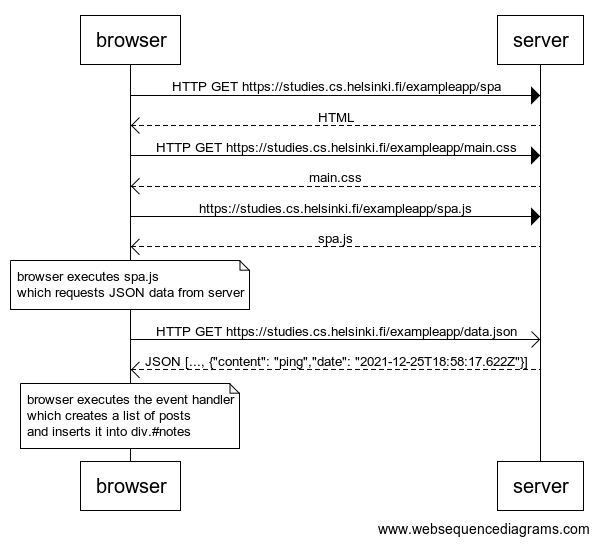 browser
server
HTTP GET https://studies.cs.helsinki.fi/exampleapp/spa
HTML
HTTP GET https://studies.cs.helsinki.fi/exampleapp/main.css
main.css
https://studies.cs.helsinki.fi/exampleapp/spa.js
spa.js
browser executes spa.js
which requests JSON data from server
HTTP GET https://studies.cs.helsinki.fi/exampleapp/data.json
JSON [..., {"content": "ping","date": "2021-12-25T18:58:17.622Z"}]
browser executes the event handler
which creates a list of posts
and inserts it into div.#notes
browser
server
www.websequencediagrams.com